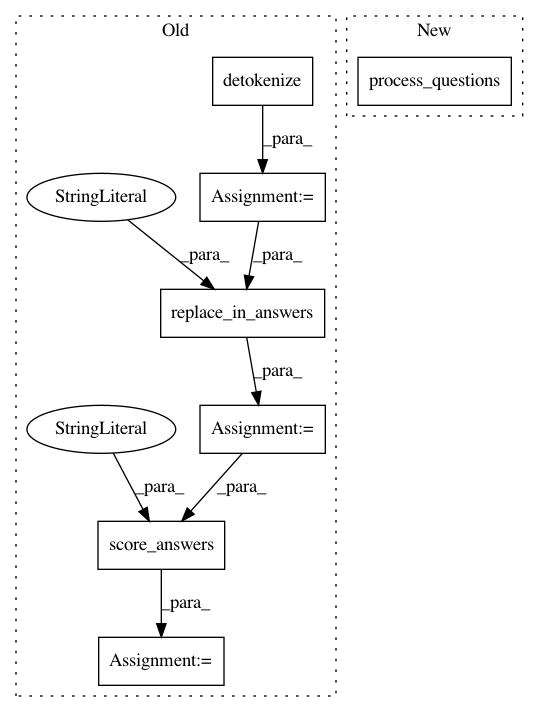 Old
New
detokenize
process_questions
_para_
StringLiteral
Assignment:=
_para_
_para_
replace_in_answers
_para_
StringLiteral
Assignment:=
_para_
_para_
score_answers
_para_
Assignment:=